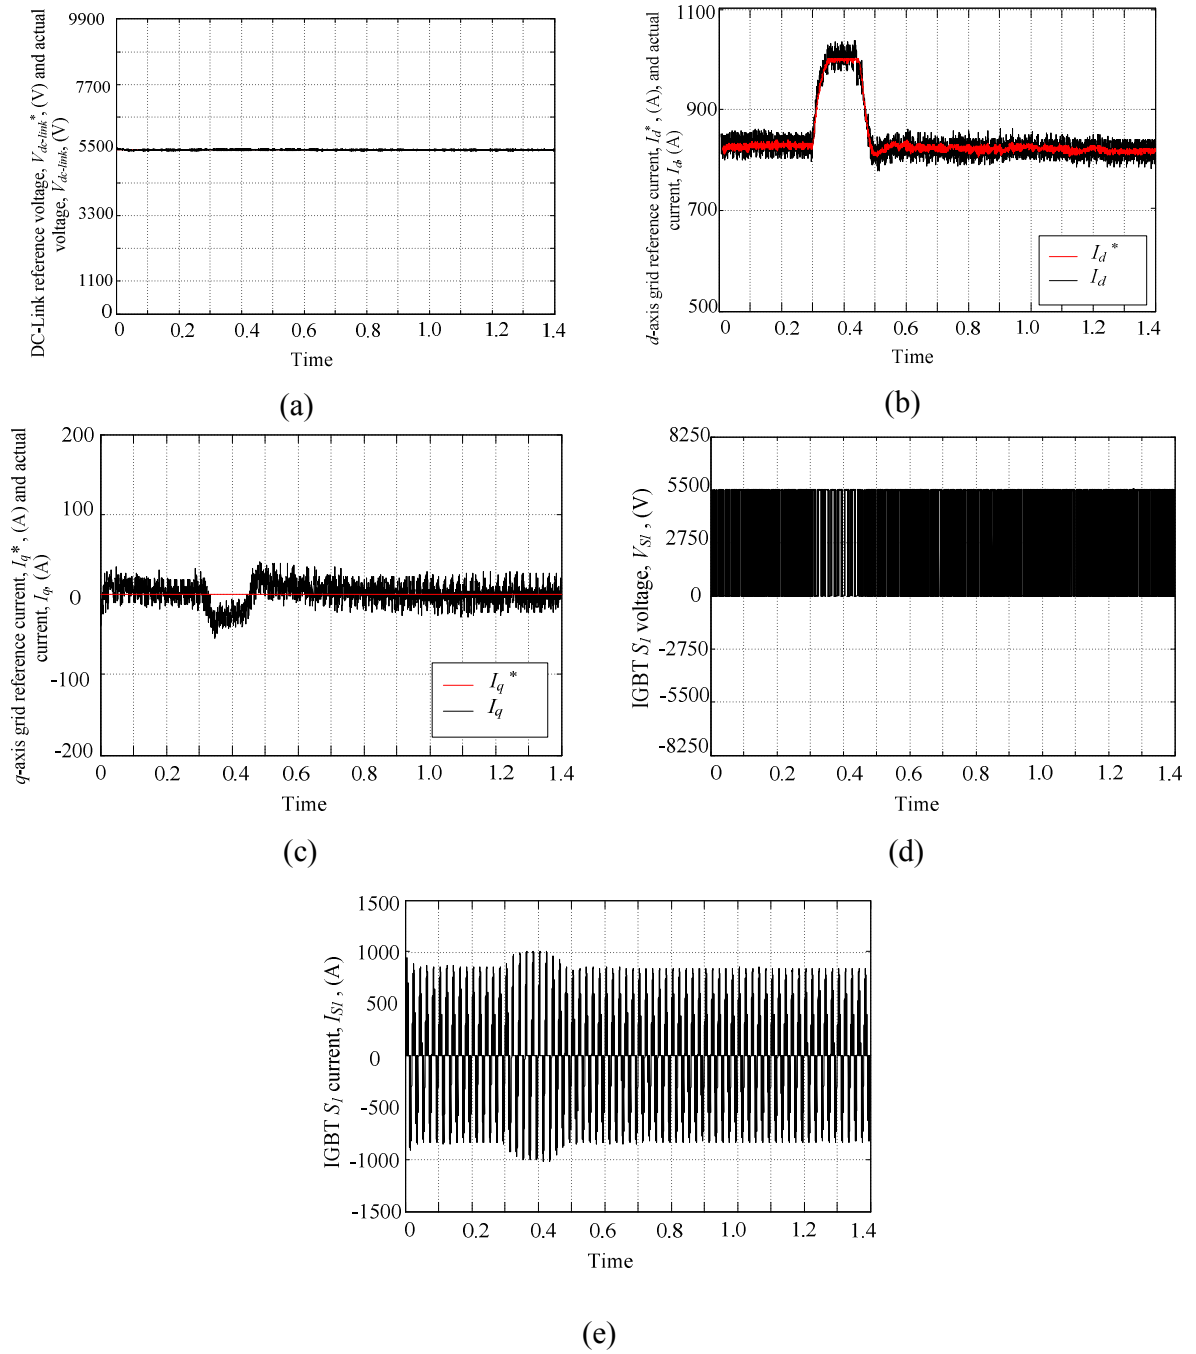 9900
7700
5500
3300
1100
0
0 0.2 0.4 0.6 0.8 1.0 1.2 1.4
Time
DC-Link reference voltage, Vdc-link*, (V) and actual
voltage, Vdc-link, (V)
(a)
1100
900
700
500
0 0.2 0.4 0.6 0.8 1.0 1.2 1.4
Time
d-axis grid reference current, Id*, (A), and actual
current, Id, (A)
Id*
Id
(b)
200
100
0
-100
-200
0 0.2 0.4 0.6 0.8 1.0 1.2 1.4
Time
q-axis grid reference current, Iq*, (A) and actual
current, Iq, (A)
Iq*
Iq
(c)
8250
5500
2750
0
-2750
-5500
-8250
0 0.2 0.4 0.6 0.8 1.0 1.2 1.4
Time
IGBT S1 voltage, VS1, (V)
(d)
1500
1000
500
0
-500
-1000
-1500
0 0.2 0.4 0.6 0.8 1.0 1.2 1.4
Time
IGBT S1 current, IS1, (A)
(e)